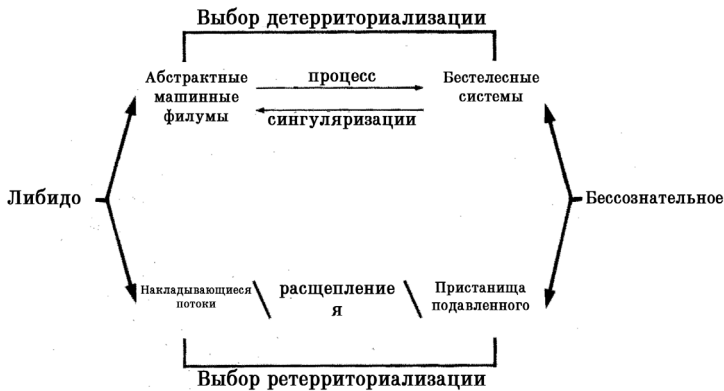 Выбор детерриториализации
Абстрактные
машинные
филумы
процесс
сингуляризации
Бестелесные
системы
Либидо
Бессознательное
Накладывающиеся
потоки
расщепление
я
Пристанища
подавленного
Выбор ретерриториализации